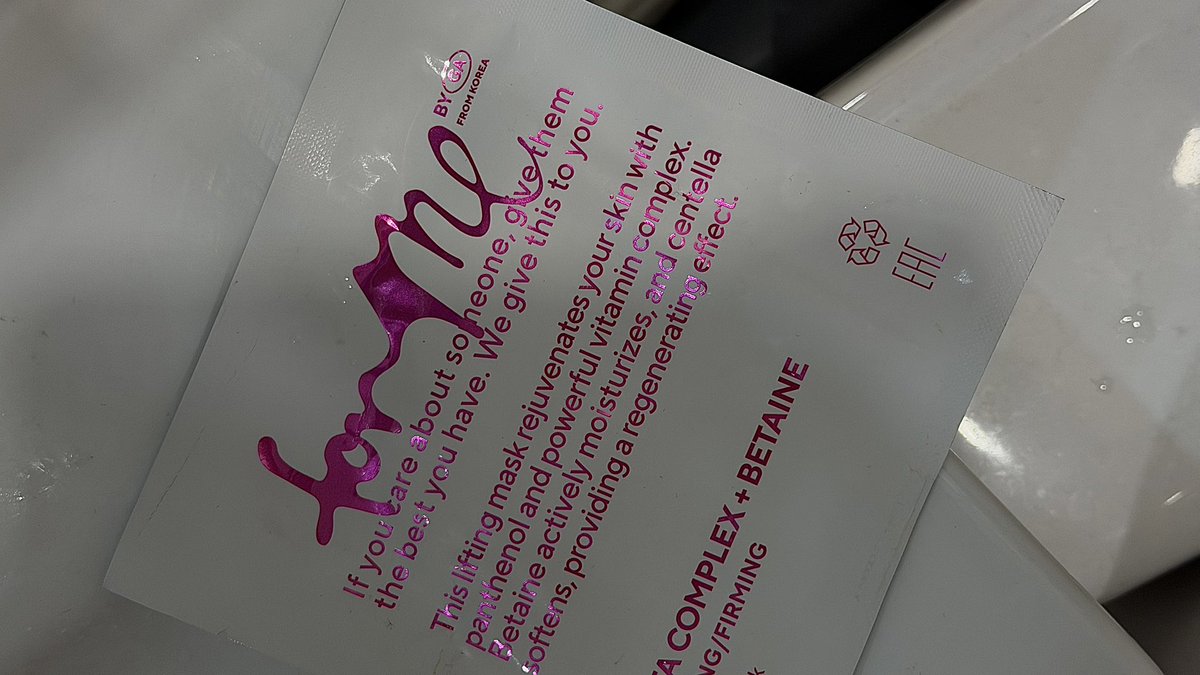 for me
BY GA
FROM KOREA
If you care about someone, give them
the best you have. We give this to you.
This lifting mask rejuvenates your skin with
panthenol and powerful vitamin complex.
Betaine actively moisturizes, and centella
softens, providing a regenerating effect.
COMPLEX + BETAINE
/FIRMING
EAC